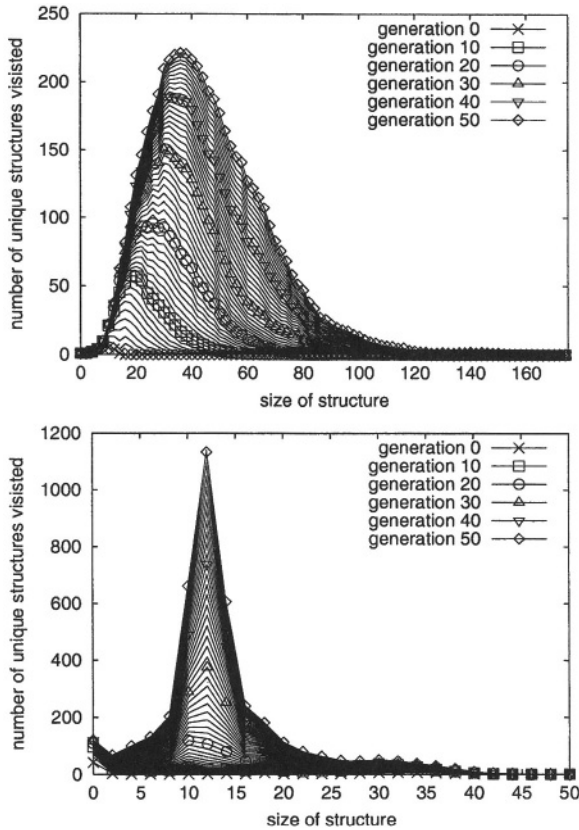 250
200
150
100
50
0
number of unique structures visisted
generation 0
generation 10
generation 20
generation 30
generation 40
generation 50
0 20 40 60 80 100 120 140 160
size of structure
1200
1000
800
600
400
200
0
number of unique structures visisted
generation 0
generation 10
generation 20
generation 30
generation 40
generation 50
0 5 10 15 20 25 30 35 40 45 50
size of structure